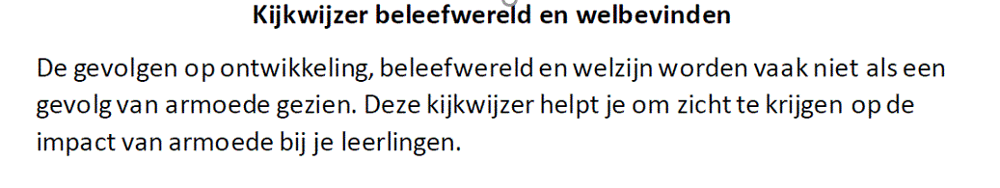 Kijkwijzer beleefwereld en welbevinden
De gevolgen op ontwikkeling, beleefwereld en welzijn worden vaak niet als een
gevolg van armoede gezien. Deze kijkwijzer helpt je om zicht te krijgen op de
impact van armoede bij je leerlingen.